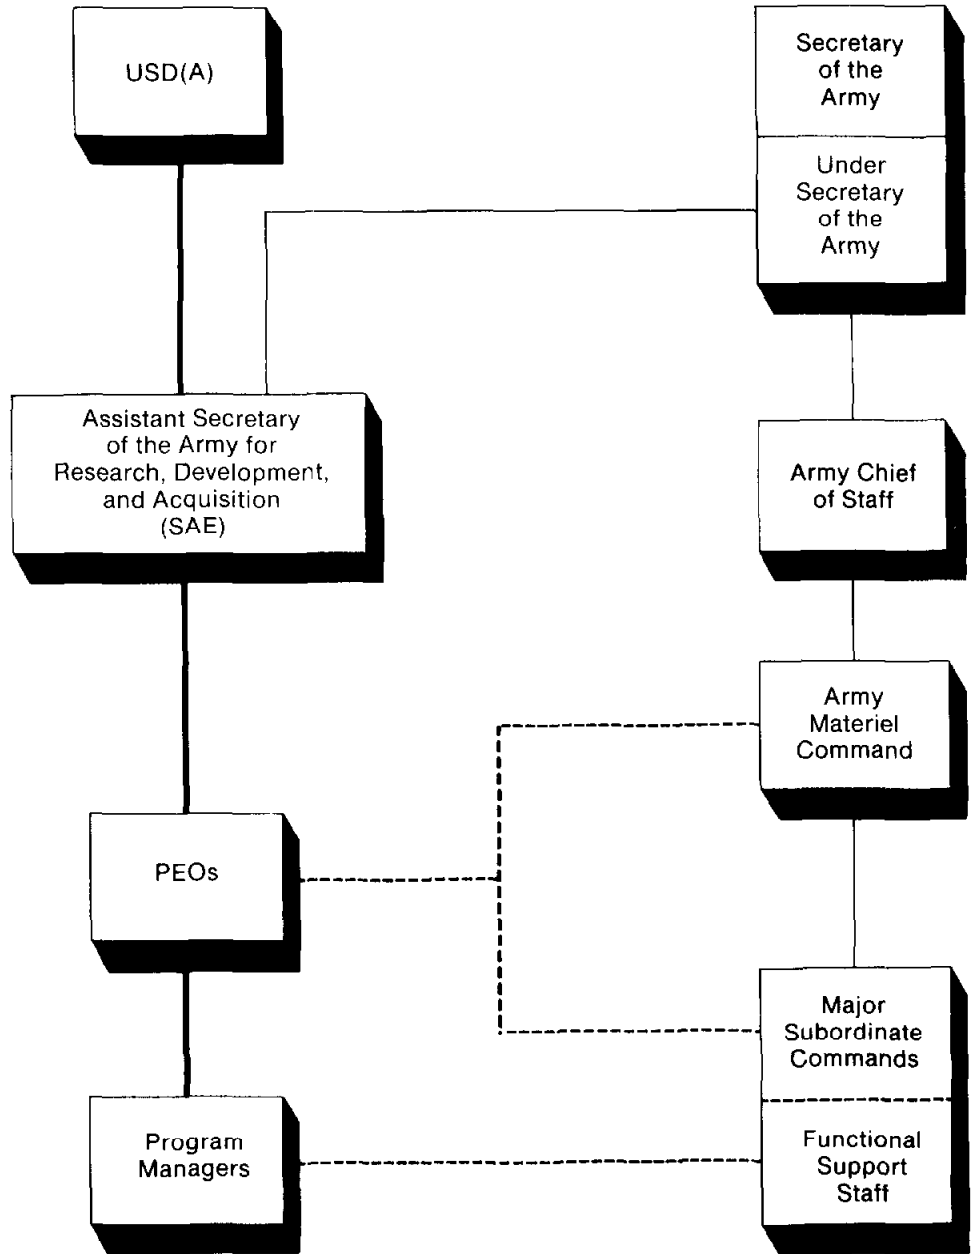 USD(A)
Secretary
of the
Army
Under
Secretary
of the
Army
Assistant Secretary
of the Army for
Research, Development,
and Acquisition
(SAE)
Army Chief
of Staff
Army
Materiel
Command
PEOs
Major
Subordinate
Commands
Program
Managers
Functional
Support
Staff